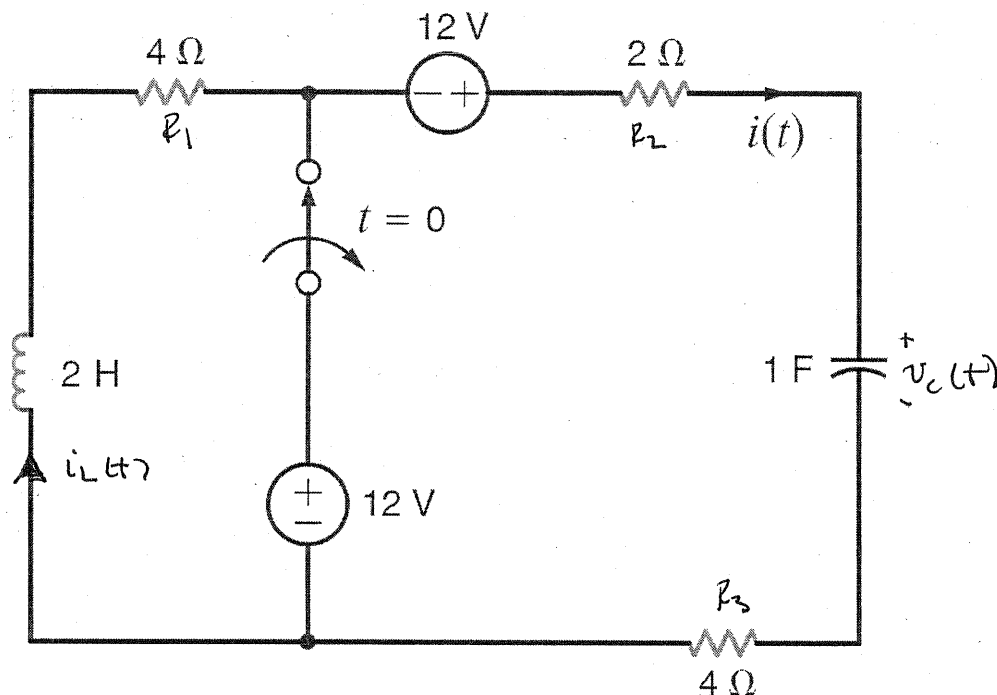 12 V
4 Ω
2 Ω
R1
− +
R2
i(t)
t = 0
2 H
1 F
+
vc(t)
-
iL(t)
+
−
12 V
R3
4 Ω